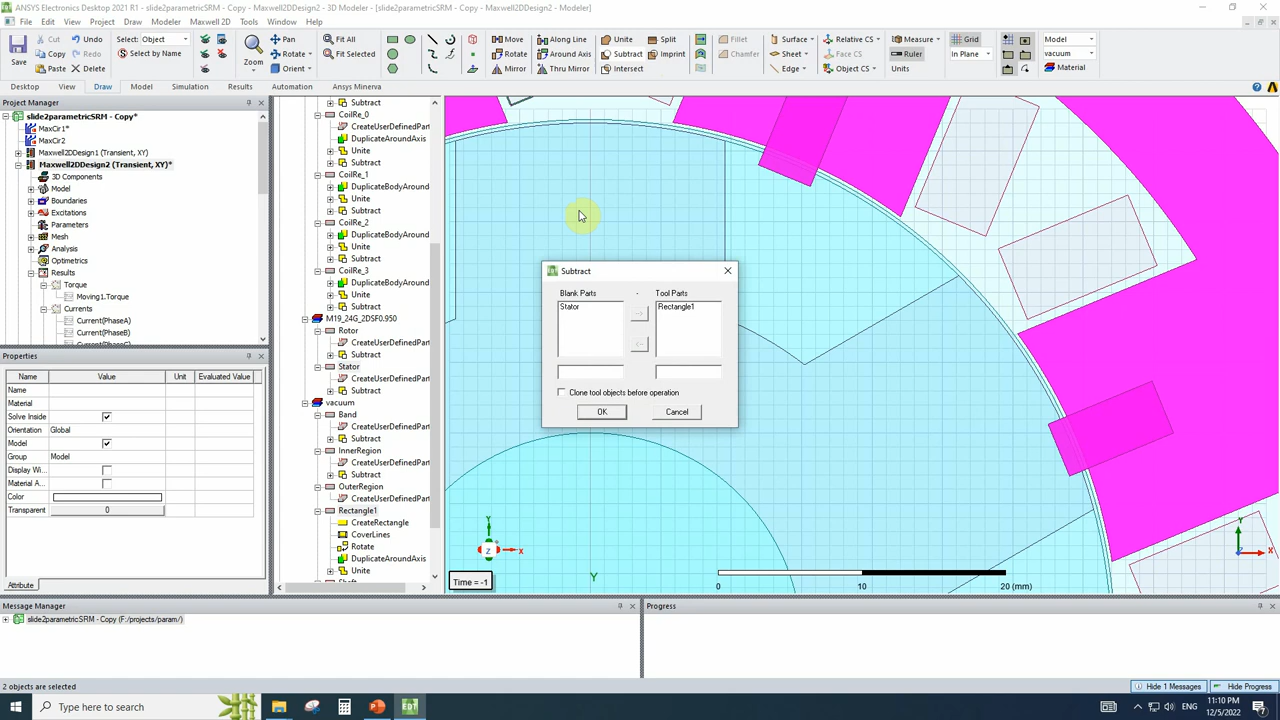 ANSYS Electronics Desktop 2021 R1 - slide2parametricSRM - Copy - Maxwell2DDesign2 - 3D Modeler - [slide2parametricSRM - Copy - Maxwell2DDesign2 - Modeler]
File Edit View Project Draw Modeler Maxwell 2D Tools Window Help
Save
Cut
Copy
Paste
Undo
Redo
Delete
Select: Object
Select by Name
Zoom
Pan
Rotate
Orient
Fit All
Fit Selected
Move
Rotate
Mirror
Along Line
Around Axis
Thru Mirror
Unite
Subtract
Intersect
Split
Imprint
Fillet
Chamfer
Surface
Sheet
Edge
Relative CS
Face CS
Object CS
Measure
Ruler
Units
Grid
In Plane
Model
vacuum
Material
Desktop View Draw Model Simulation Results Automation Ansys Minerva
Project Manager
slide2parametricSRM - Copy*
MaxCir1*
MaxCir2
Maxwell2DDesign1 (Transient, XY)
Maxwell2DDesign2 (Transient, XY)*
3D Components
Model
Boundaries
Excitations
Parameters
Mesh
Analysis
Optimetrics
Results
Torque
Moving1.Torque
Currents
Current(PhaseA)
Current(PhaseB)
Current(PhaseC)
Subtract
CoilRe_0
CreateUserDefinedPart
DuplicateAroundAxis
Unite
Subtract
CoilRe_1
DuplicateBodyAround
Unite
Subtract
CoilRe_2
DuplicateBodyAround
Unite
Subtract
CoilRe_3
DuplicateBodyAround
Unite
Subtract
M19_24G_2DSF0.950
Rotor
CreateUserDefinedPart
Subtract
Stator
CreateUserDefinedPart
Subtract
vacuum
Band
CreateUserDefinedPart
Subtract
InnerRegion
CreateUserDefinedPart
Subtract
OuterRegion
CreateUserDefinedPart
Rectangle1
CreateRectangle
CoverLines
Rotate
DuplicateAroundAxis
Unite
Shaft
Properties
Name Value Unit Evaluated Value
Name
Material
Solve Inside
Orientation Global
Model
Group Model
Display Wi...
Material A...
Color
Transparent 0
Attribute
Subtract
Blank Parts - Tool Parts
Stator Rectangle1
Clone tool objects before operation
OK Cancel
Y
Z X
Time = -1
Y
0 10 20 (mm)
Y
X
Message Manager
slide2parametricSRM - Copy (F:/projects/param/)
Progress
2 objects are selected
Hide 1 Messages Hide Progress
Type here to search
EDT
ENG
11:10 PM
12/5/2022